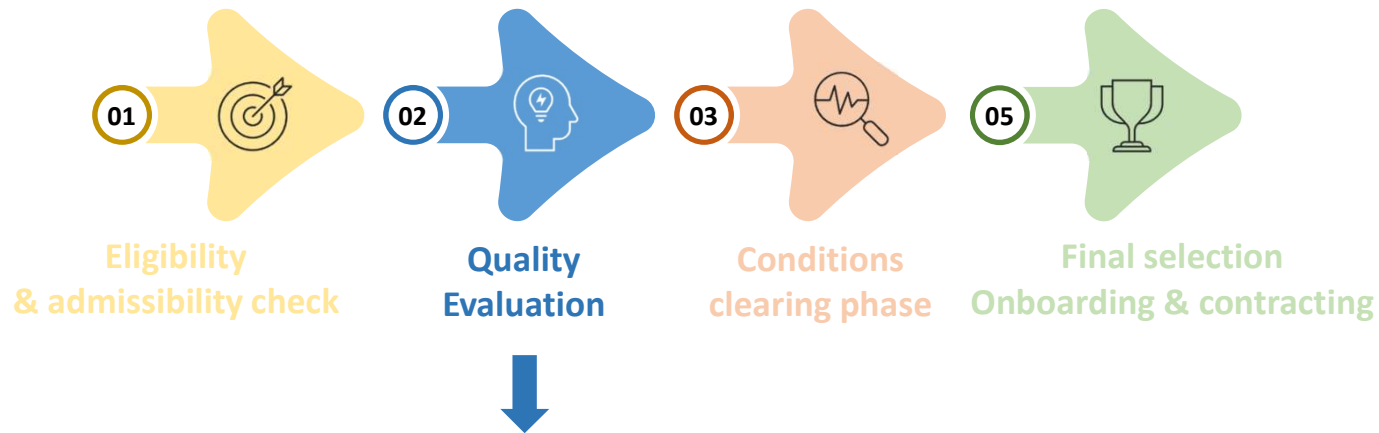 01
02
03
05
Eligibility
& admissibility check
Quality
Evaluation
Conditions
clearing phase
Final selection
Onboarding & contracting